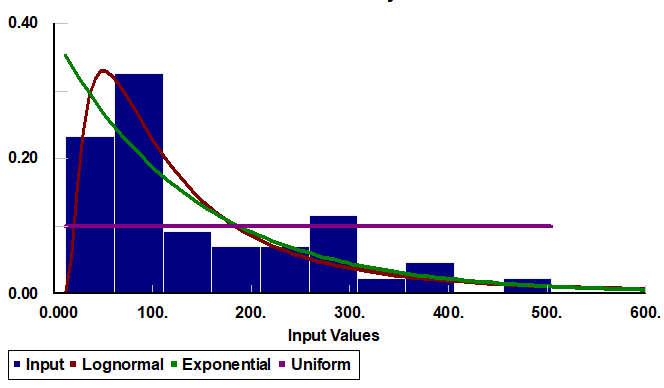 0.40
0.20
0.00
0.000 100. 200. 300. 400. 500. 600.
Input Values
Input Lognormal Exponential Uniform